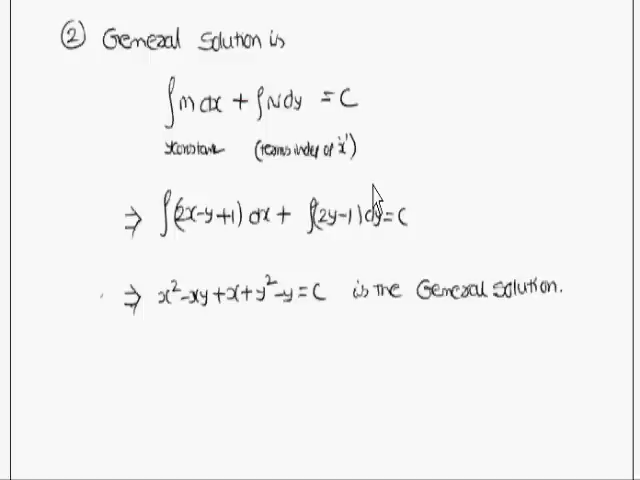 ② General Solution is
∫M dx + ∫N dy = C
y constant (terms indep of 'x')
⇒ ∫(2x-y+1) dx + ∫(2y-1) dy = C
⇒ x²-xy+x+y²-y=C is the General Solution.